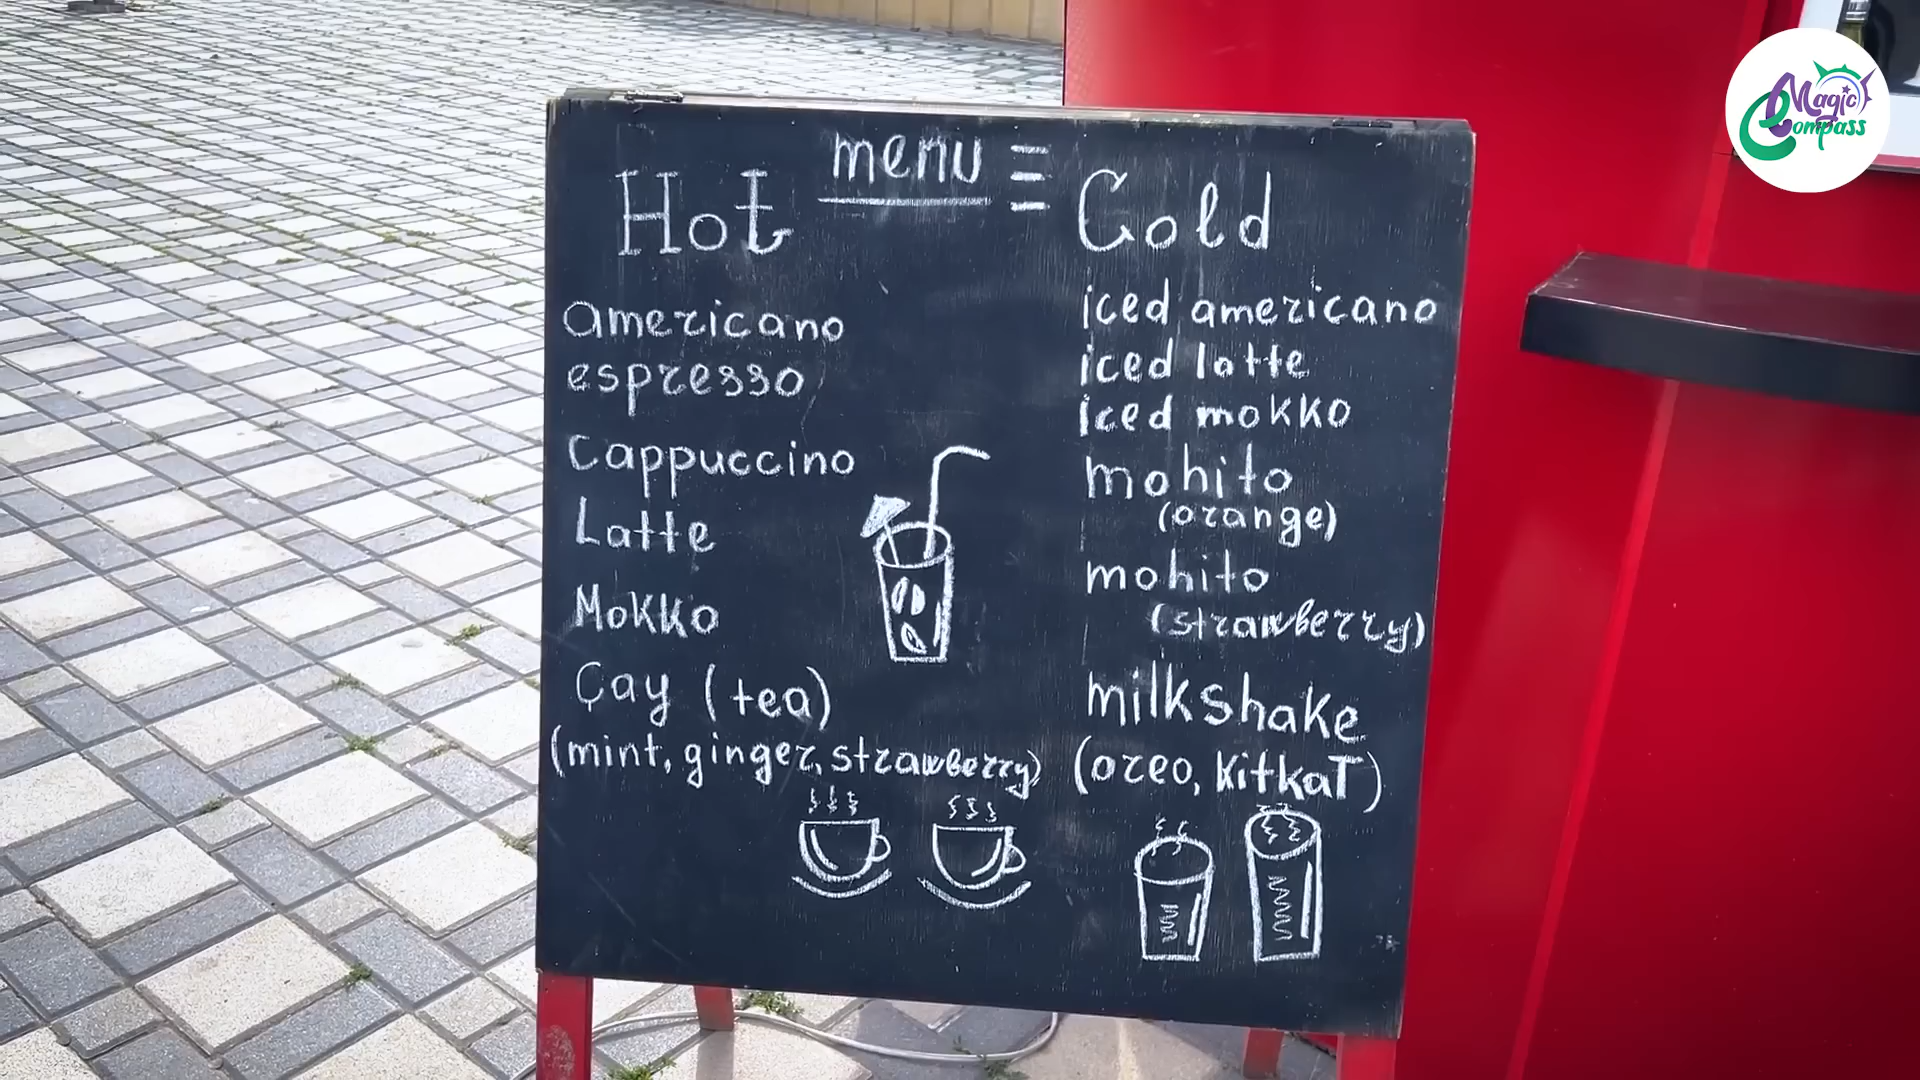 menu
Hot
americano
espresso
Cappuccino
Latte
Mokko
Çay (tea)
(mint, ginger, strawberry)
Cold
iced americano
iced latte
iced mokko
mohito
(orange)
mohito
(strawberry)
milkshake
(oreo, KitkaT)
Magic
Compass